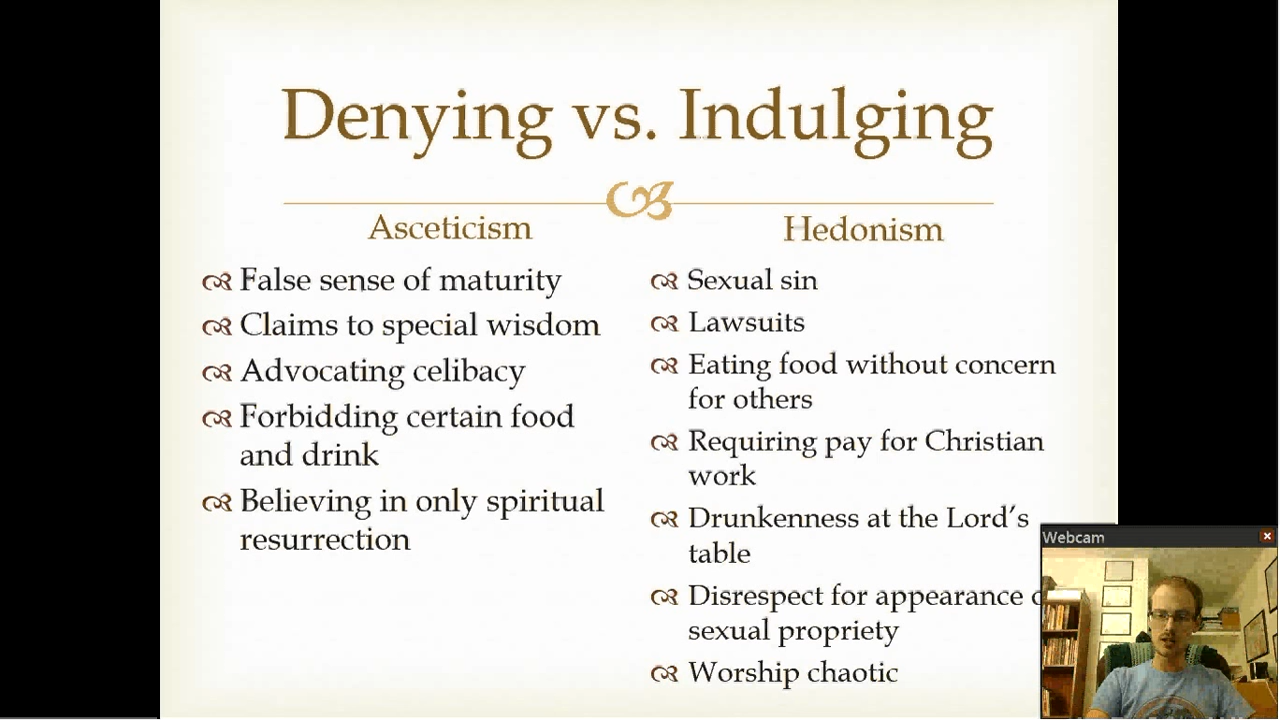 Denying vs. Indulging
Asceticism
False sense of maturity
Claims to special wisdom
Advocating celibacy
Forbidding certain food
and drink
Believing in only spiritual
resurrection
Hedonism
Sexual sin
Lawsuits
Eating food without concern
for others
Requiring pay for Christian
work
Drunkenness at the Lord’s
table
Disrespect for appearance
sexual propriety
Worship chaotic
Webcam